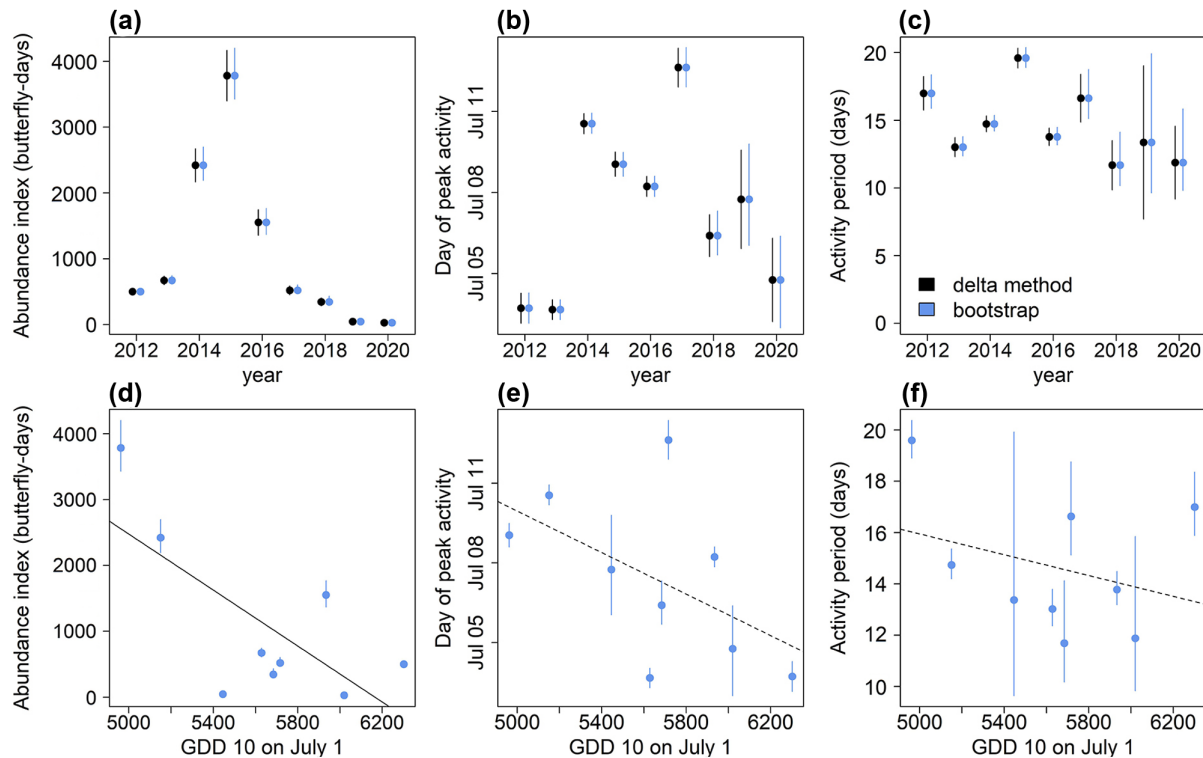 (a)
Abundance index (butterfly-days)
4000
3000
2000
1000
0
2012 2014 2016 2018 2020
year
(b)
Day of peak activity
Jul 11
Jul 08
Jul 05
2012 2014 2016 2018 2020
year
(c)
Activity period (days)
20
15
10
5
0
delta method
bootstrap
2012 2014 2016 2018 2020
year
(d)
Abundance index (butterfly-days)
4000
3000
2000
1000
0
5000 5400 5800 6200
GDD 10 on July 1
(e)
Day of peak activity
Jul 11
Jul 08
Jul 05
5000 5400 5800 6200
GDD 10 on July 1
(f)
Activity period (days)
20
18
16
14
12
10
5000 5400 5800 6200
GDD 10 on July 1